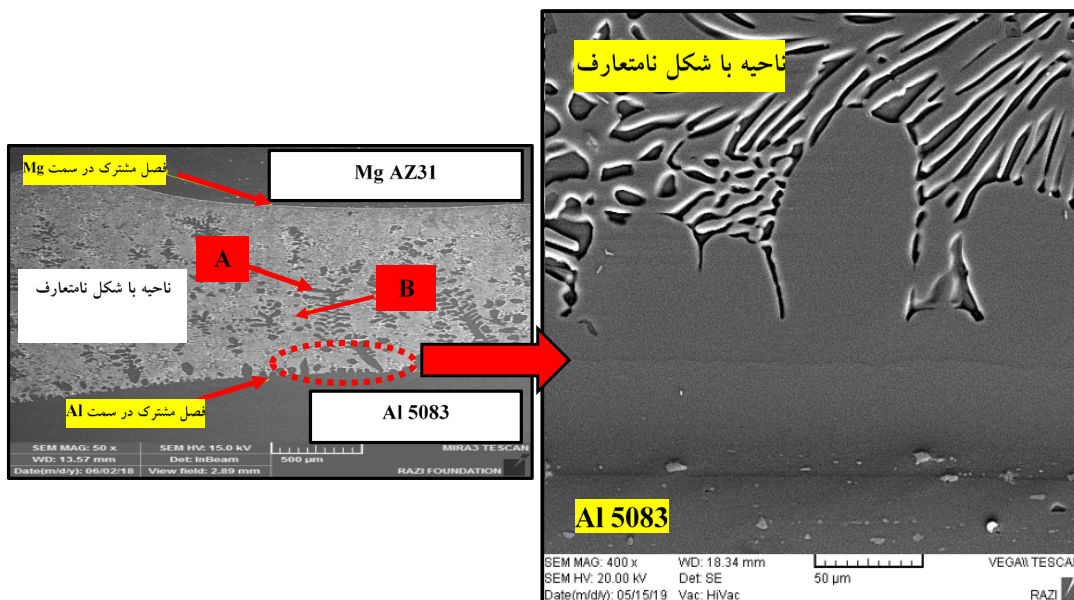 فصل مشترک در سمت Mg
Mg AZ31
A
B
ناحیه با شکل نامتعارف
فصل مشترک در سمت Al
Al 5083
SEM MAG: 50 x
SEM HV: 15.0 kV
MIRA3 TESCAN
WD: 13.57 mm
Det: InBeam
500 µm
Date(m/d/y): 06/02/18
View field: 2.89 mm
RAZI FOUNDATION
ناحیه با شکل نامتعارف
Al 5083
SEM MAG: 400 x
WD: 18.34 mm
VEGA\\ TESCAN
SEM HV: 20.00 kV
Det: SE
50 µm
Date(m/d/y): 05/15/19
Vac: HiVac
RAZI